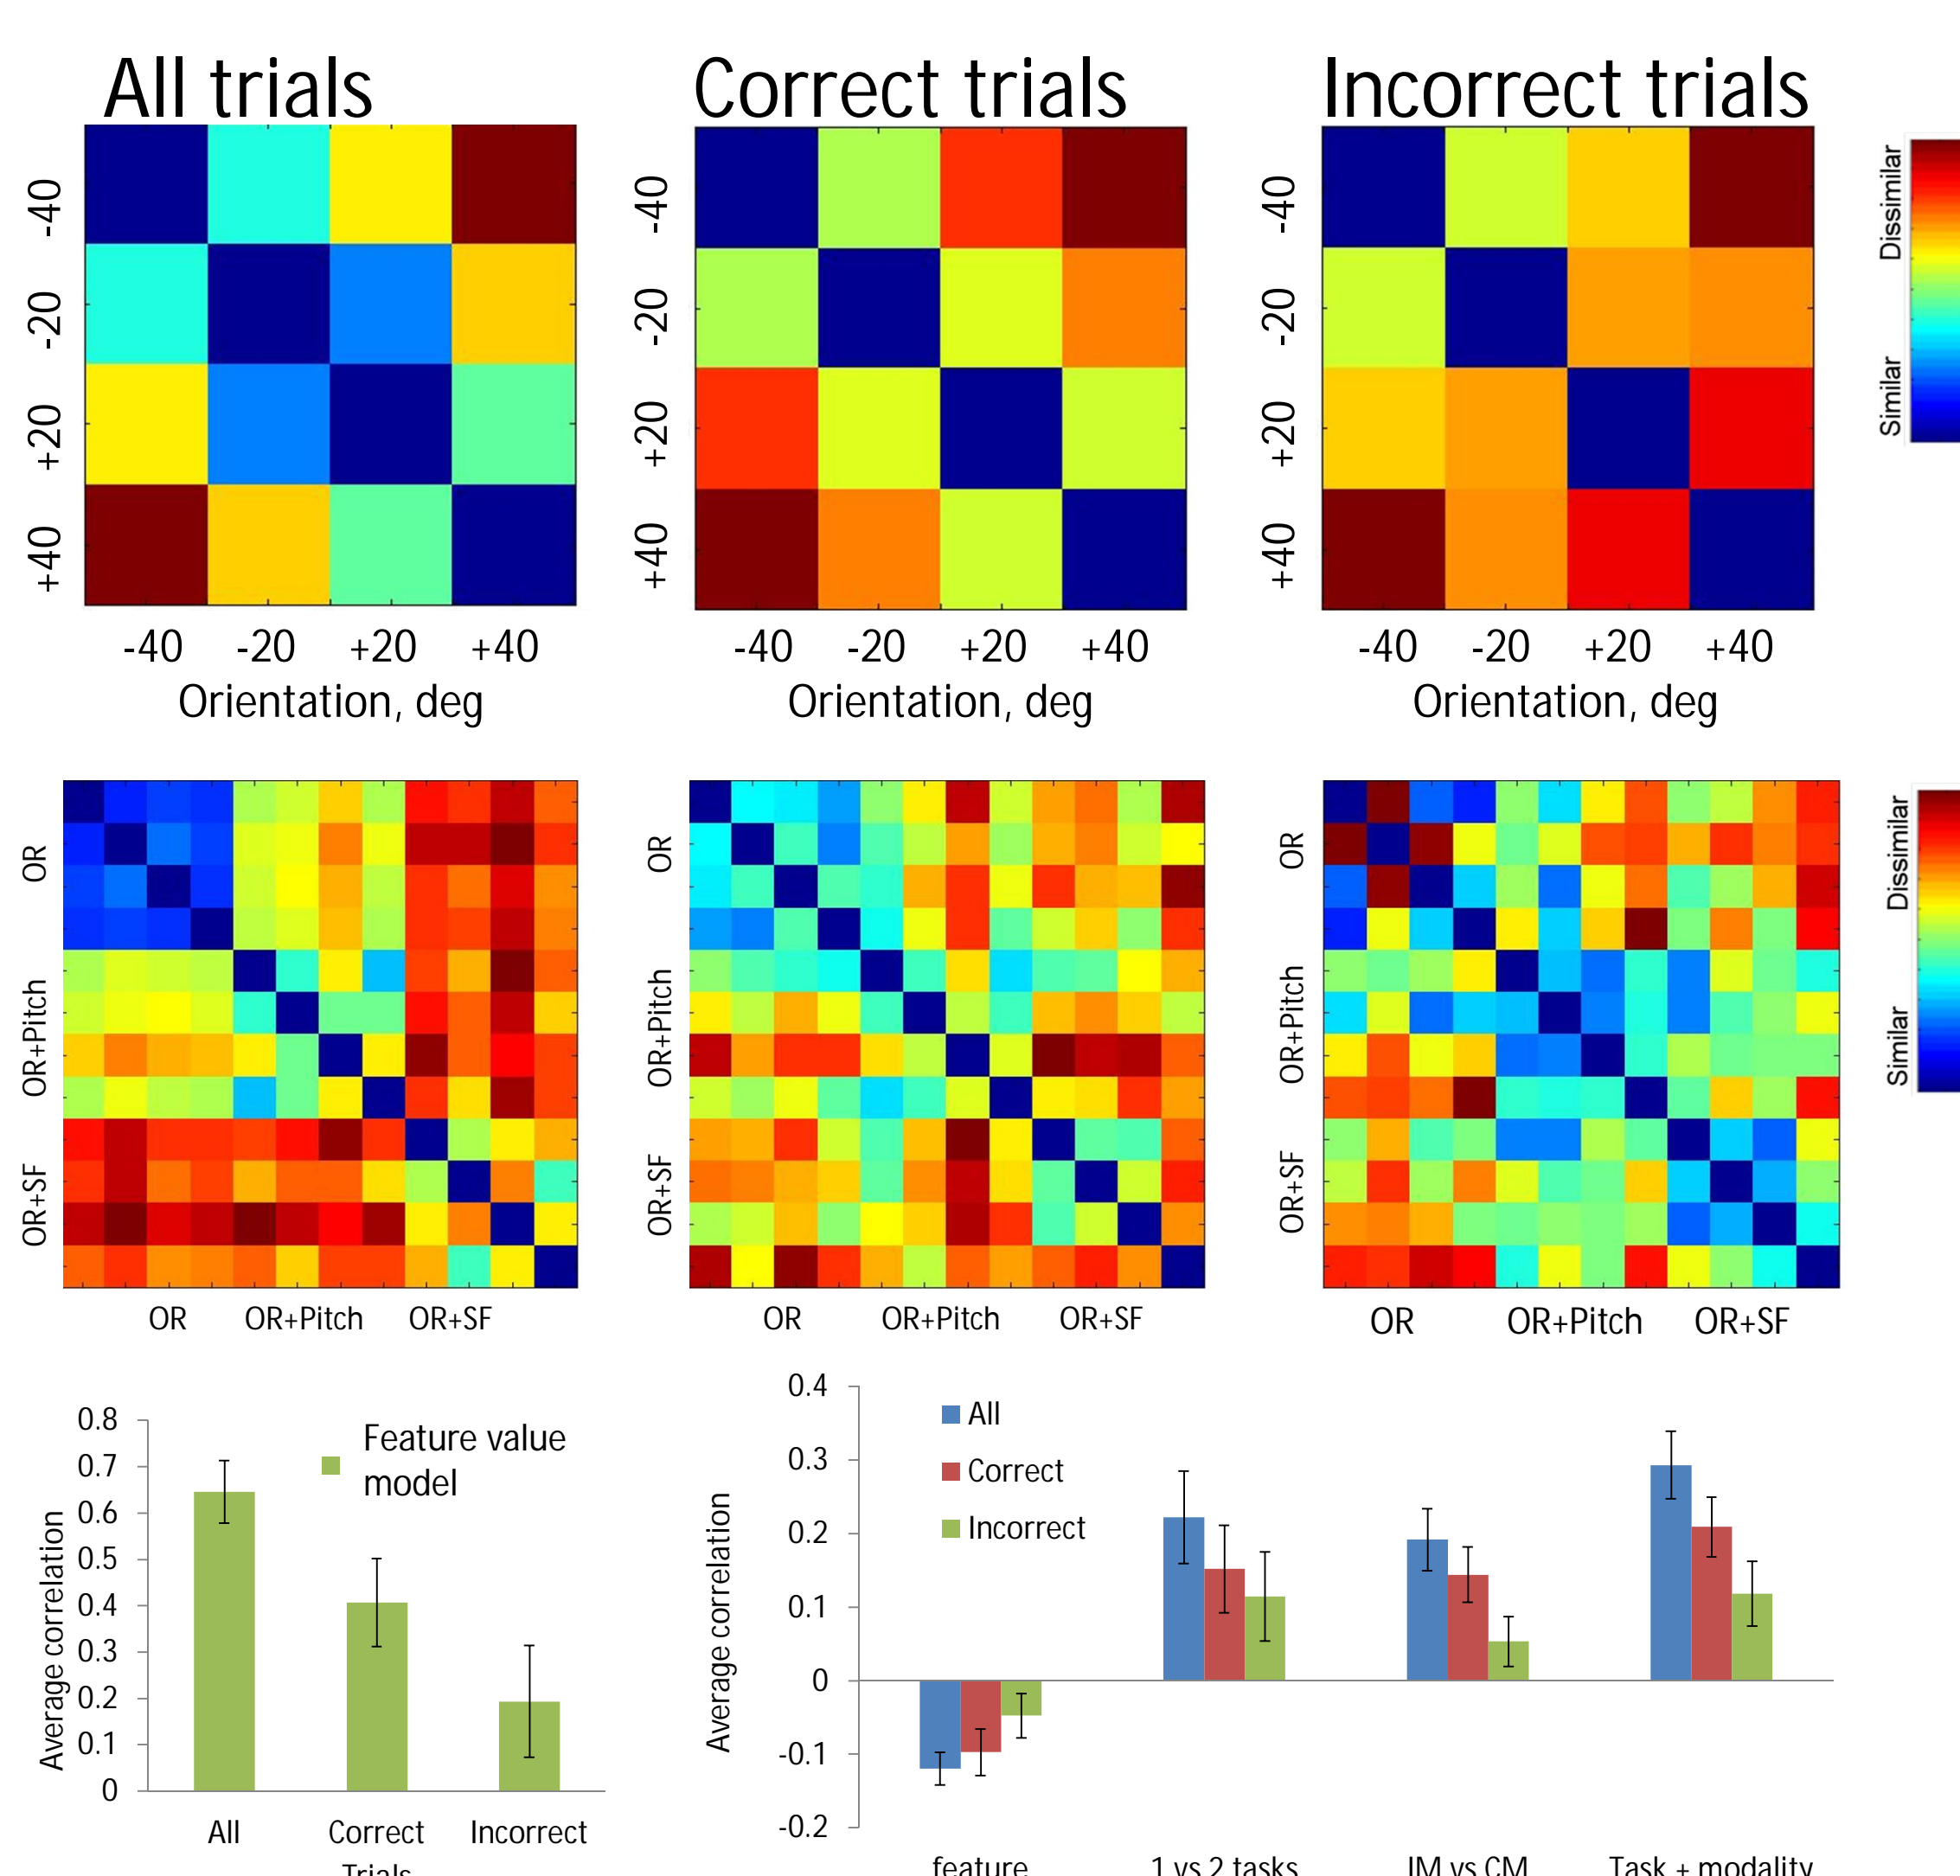 All trials
Correct trials
Incorrect trials
-40
-20
+20
+40
-40
-20
+20
+40
Orientation, deg
-40
-20
+20
+40
-40
-20
+20
+40
Orientation, deg
-40
-20
+20
+40
-40
-20
+20
+40
Orientation, deg
Dissimilar
Similar
OR
OR+Pitch
OR+SF
OR
OR+Pitch
OR+SF
OR
OR+Pitch
OR+SF
OR
OR+Pitch
OR+SF
OR
OR+Pitch
OR+SF
OR
OR+Pitch
OR+SF
Dissimilar
Similar
Average correlation
0.8
0.7
0.6
0.5
0.4
0.3
0.2
0.1
0
Feature value
model
All
Correct
Incorrect
Trials
Average correlation
0.4
0.3
0.2
0.1
0
-0.1
-0.2
All
Correct
Incorrect
feature
1 vs 2 tasks
IM vs CM
Task + modality